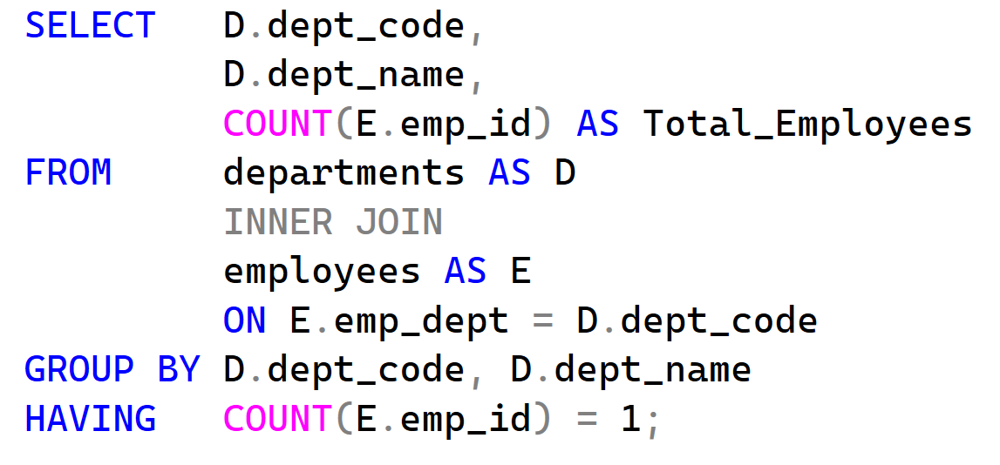 SELECT   D.dept_code,
         D.dept_name,
         COUNT(E.emp_id) AS Total_Employees
FROM     departments AS D
         INNER JOIN
         employees AS E
         ON E.emp_dept = D.dept_code
GROUP BY D.dept_code, D.dept_name
HAVING   COUNT(E.emp_id) = 1;